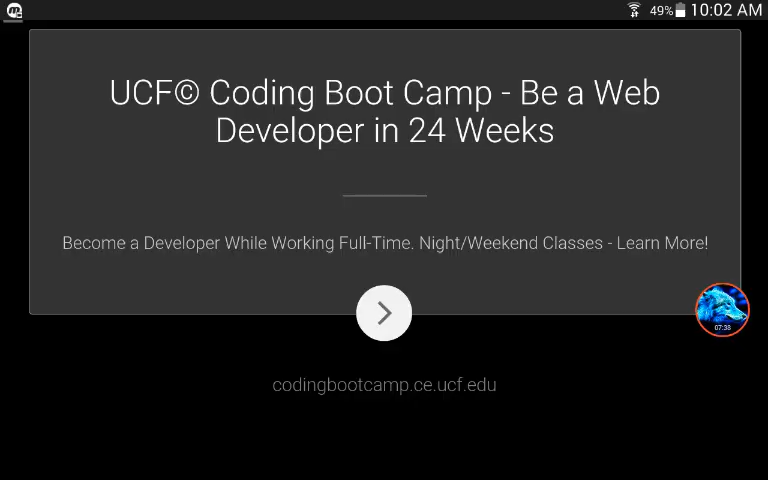 49% 10:02 AM
UCF© Coding Boot Camp - Be a Web
Developer in 24 Weeks
Become a Developer While Working Full-Time. Night/Weekend Classes - Learn More!
07:38
codingbootcamp.ce.ucf.edu